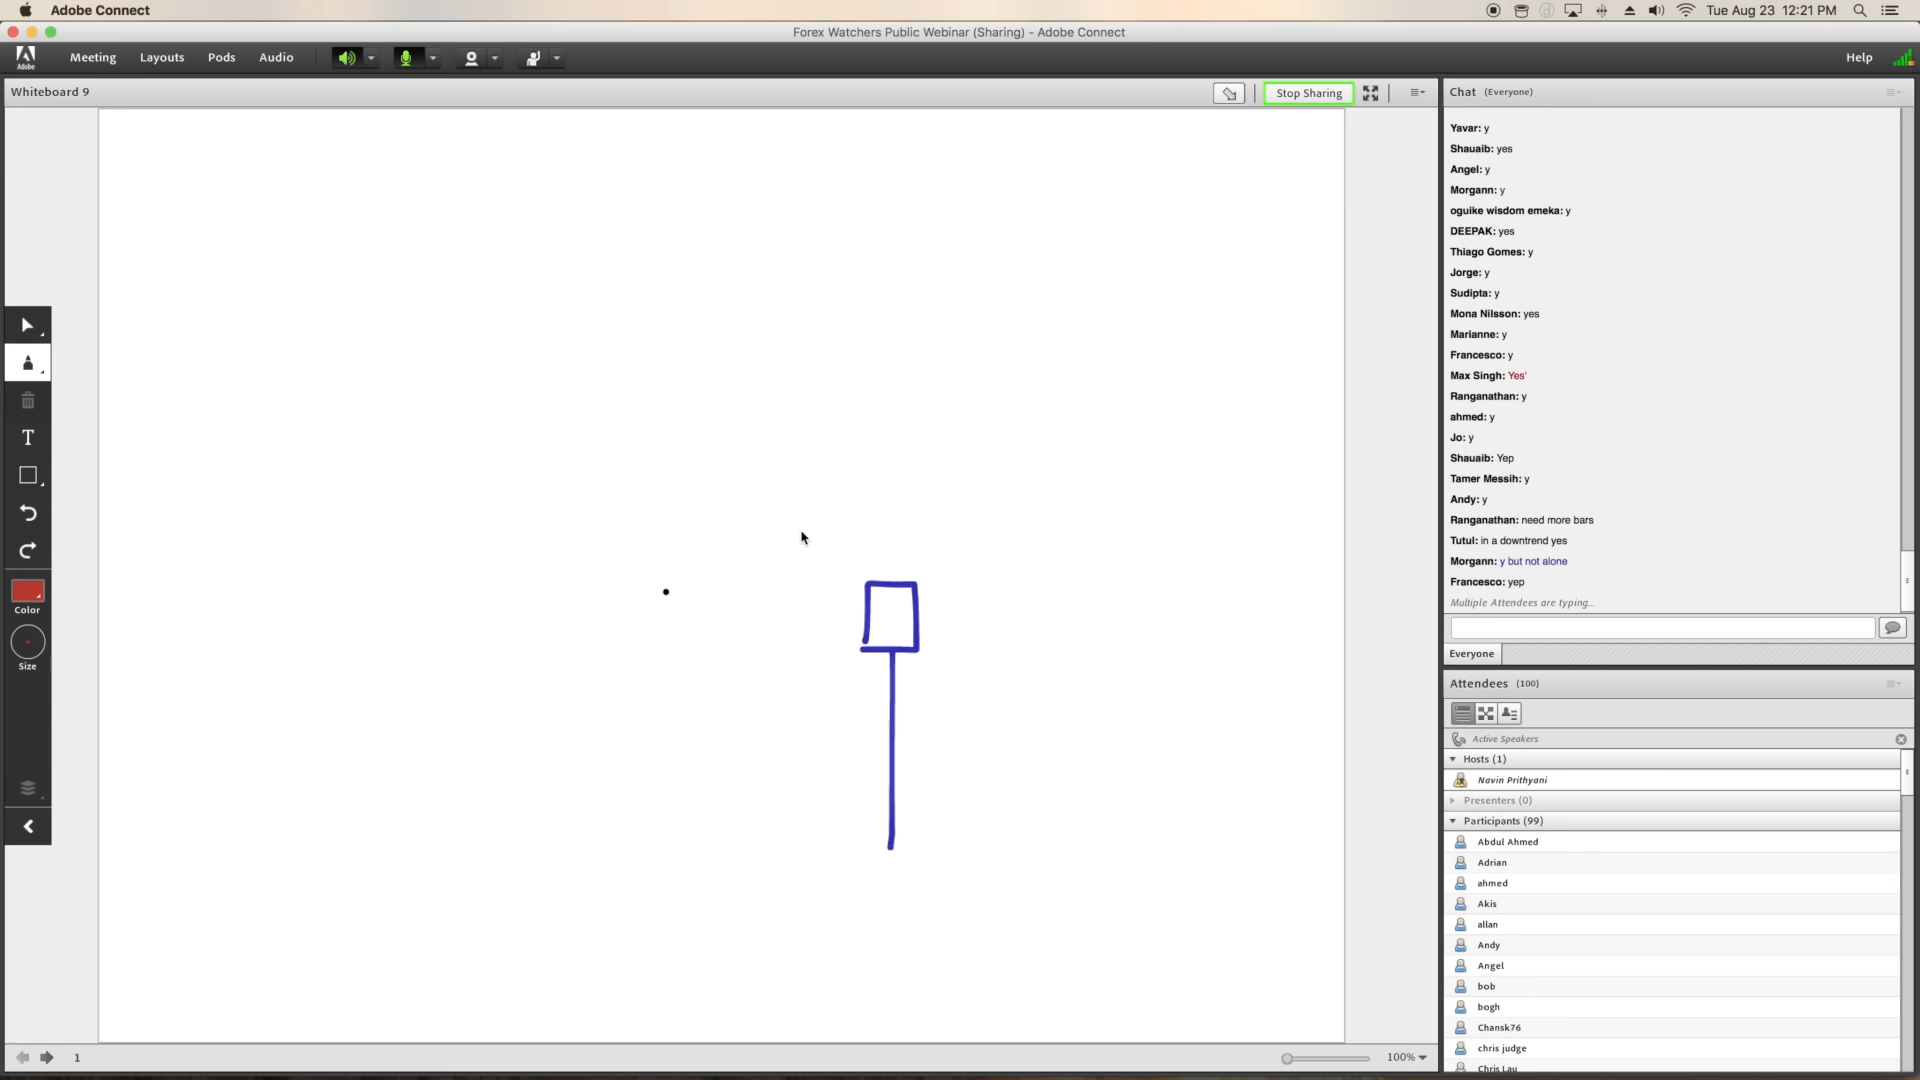 Adobe Connect
Tue Aug 23 12:21 PM
Forex Watchers Public Webinar (Sharing) - Adobe Connect
Adobe
Meeting
Layouts
Pods
Audio
Help
Whiteboard 9
Stop Sharing
T
Color
Size
1
100%
Chat (Everyone)
Yavar: y
Shauaib: yes
Angel: y
Morgann: y
oguike wisdom emeka: y
DEEPAK: yes
Thiago Gomes: y
Jorge: y
Sudipta: y
Mona Nilsson: yes
Marianne: y
Francesco: y
Max Singh: Yes'
Ranganathan: y
ahmed: y
Jo: y
Shauaib: Yep
Tamer Messih: y
Andy: y
Ranganathan: need more bars
Tutul: in a downtrend yes
Morgann: y but not alone
Francesco: yep
Multiple Attendees are typing...
Everyone
Attendees (100)
Active Speakers
Hosts (1)
Navin Prithyani
Presenters (0)
Participants (99)
Abdul Ahmed
Adrian
ahmed
Akis
allan
Andy
Angel
bob
bogh
Chansk76
chris judge
Chris Lau